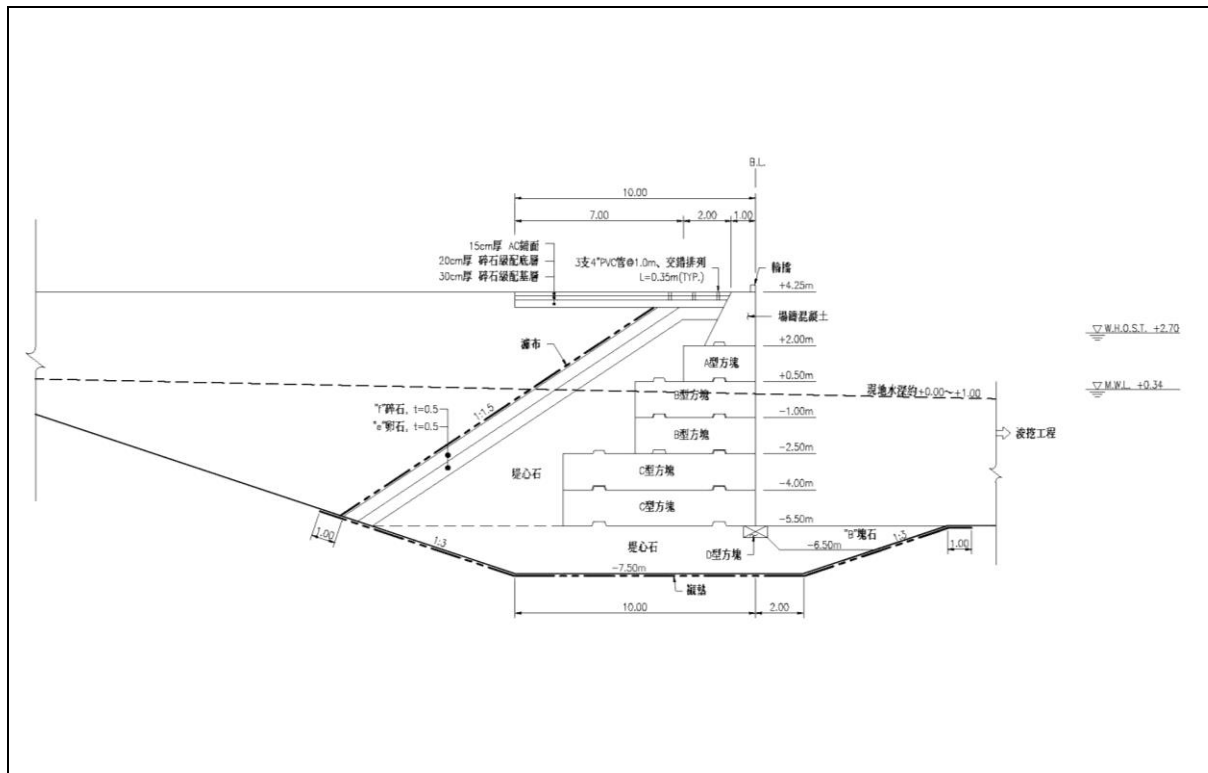 B.L.
10.00
7.00 2.00 1.00
15cm厚 AC鋪面
20cm厚 碎石級配底層
30cm厚 碎石級配基層
3支4"PVC管@1.0m、交錯排列
L=0.35m(TYP.)
輪擋
+4.25m
場鑄混凝土
W.H.O.S.T. +2.70
濾布
+2.00m
A型方塊
+0.50m
現地水深約+0.00~+1.00
M.W.L. +0.34
B型方塊
1:1.5
"f"碎石, t=0.5
"e"卵石, t=0.5
-1.00m
B型方塊
浚挖工程
-2.50m
堤心石
C型方塊
-4.00m
C型方塊
-5.50m
1.00
1:3
堤心石
D型方塊
"B"塊石
-6.50m
1:3
1.00
-7.50m
10.00 2.00